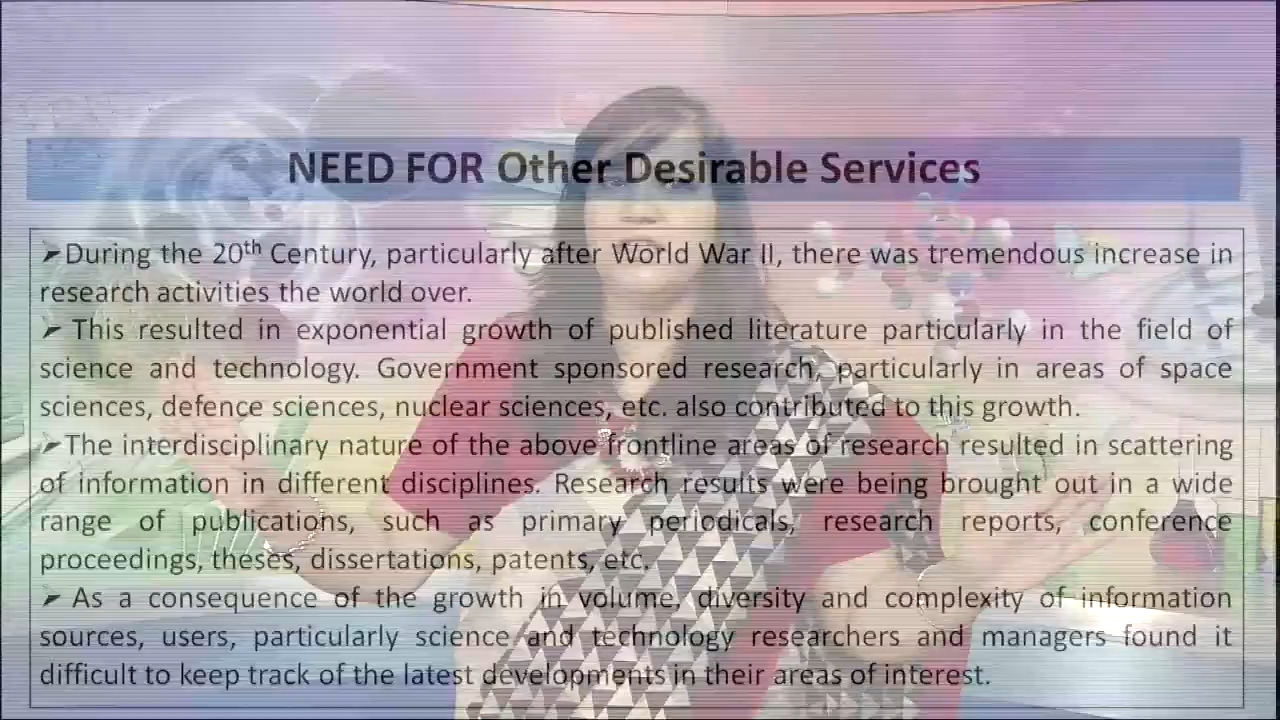 NEED FOR Other Desirable Services
➢During the 20th Century, particularly after World War II, there was tremendous increase in
research activities the world over.
➢ This resulted in exponential growth of published literature particularly in the field of
science and technology. Government sponsored research, particularly in areas of space
sciences, defence sciences, nuclear sciences, etc. also contributed to this growth.
➢The interdisciplinary nature of the above frontline areas of research resulted in scattering
of information in different disciplines. Research results were being brought out in a wide
range of publications, such as primary periodicals, research reports, conference
proceedings, theses, dissertations, patents, etc.
➢ As a consequence of the growth in volume, diversity and complexity of information
sources, users, particularly science and technology researchers and managers found it
difficult to keep track of the latest developments in their areas of interest.